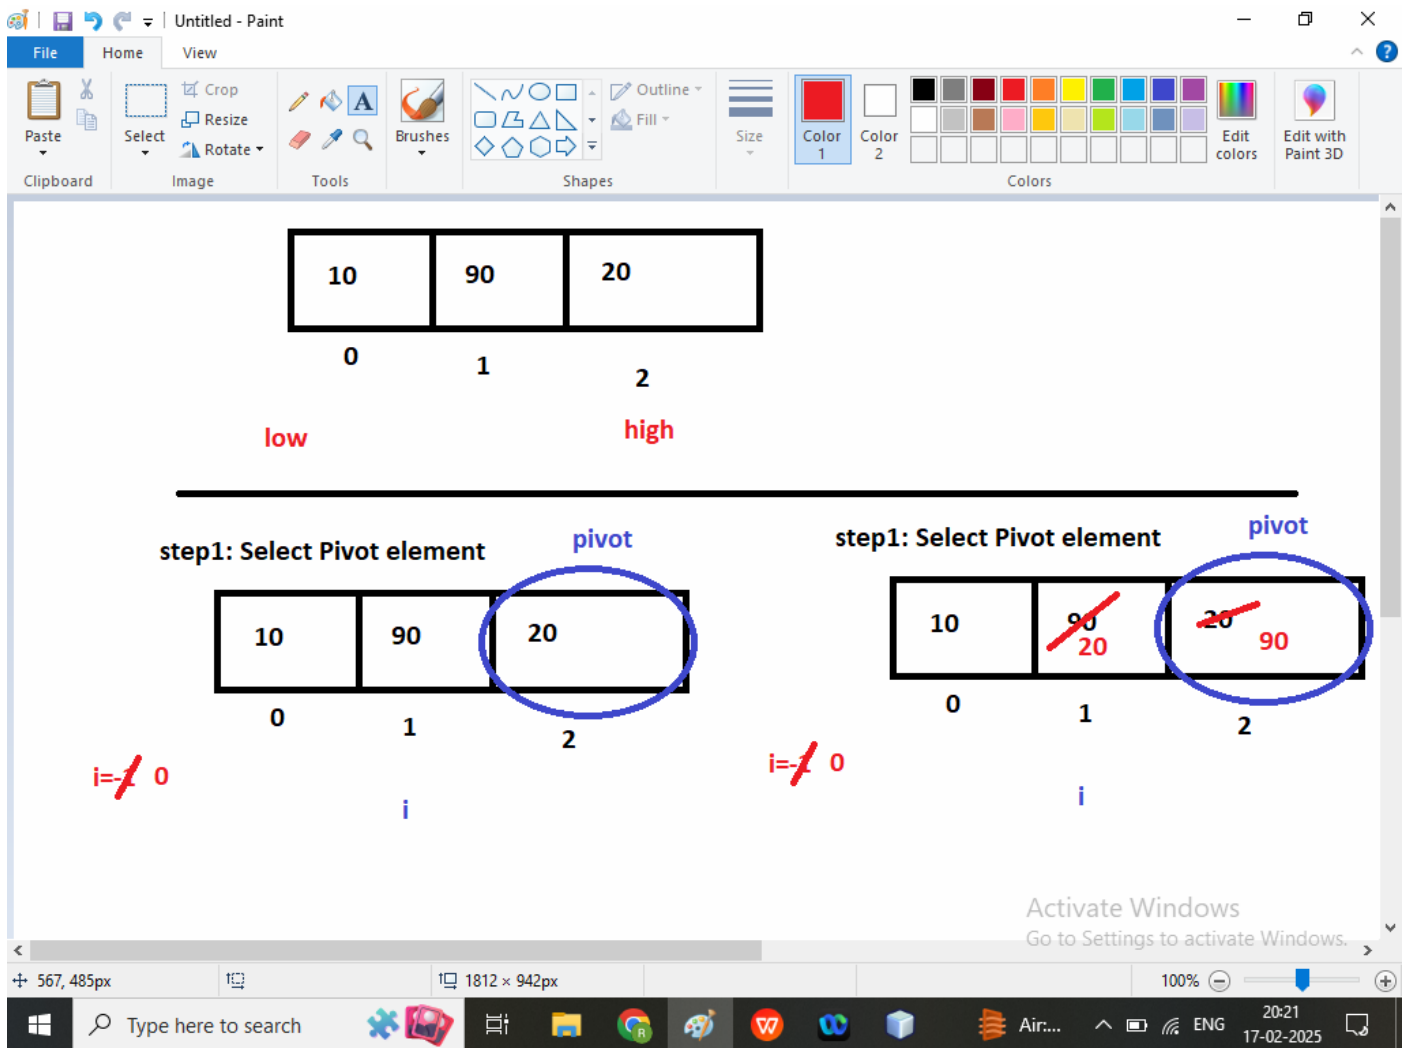 Untitled - Paint
File Home View
Paste
Clipboard
Select
Crop
Resize
Rotate
Image
A
Tools
Brushes
Outline
Fill
Shapes
Size
Color 1
Color 2
Edit colors
Colors
Edit with Paint 3D
10 90 20
0 1 2
low high
step1: Select Pivot element pivot
10 90 20
0 1 2
i=-1 0
i
step1: Select Pivot element pivot
10 90 20
20 90
0 1 2
i=-1 0
i
Activate Windows
Go to Settings to activate Windows.
567, 485px
1812 × 942px
100%
Type here to search
Air:...
ENG
20:21
17-02-2025